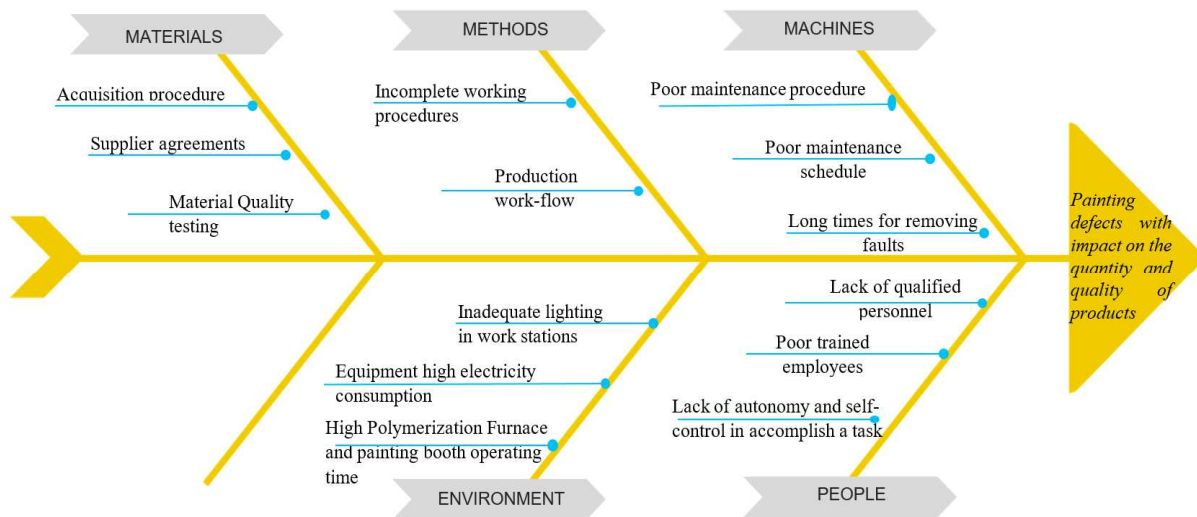 MATERIALS
METHODS
MACHINES
Acquisition procedure
Supplier agreements
Material Quality
testing
Incomplete working
procedures
Production
work-flow
Poor maintenance procedure
Poor maintenance
schedule
Long times for removing
faults
Painting
defects with
impact on the
quantity and
quality of
products
Inadequate lighting
in work stations
Equipment high electricity
consumption
High Polymerization Furnace
and painting booth operating
time
Lack of qualified
personnel
Poor trained
employees
Lack of autonomy and self-
control in accomplish a task
ENVIRONMENT
PEOPLE